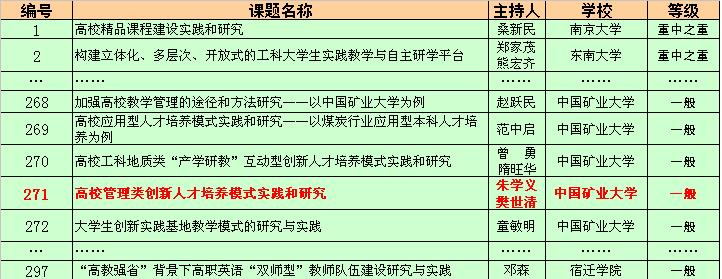 编号 课题名称 主持人 学校 等级
1 高校精品课程建设实践和研究 桑新民 南京大学 重中之重
2 构建立体化、多层次、开放式的工科大学生实践教学与自主研学平台 郑家茂 熊宏齐 东南大学 重中之重
…… …… …… …… ……
268 加强高校教学管理的途径和方法研究——以中国矿业大学为例 赵跃民 中国矿业大学 一般
269 高校应用型人才培养模式实践和研究——以煤炭行业应用型本科人才培
养为例 范中启 中国矿业大学 一般
270 高校工科地质类“产学研教”互动型创新人才培养模式实践和研究 曾 勇 隋旺华 中国矿业大学 一般
271 高校管理类创新人才培养模式实践和研究 朱学义 樊世清 中国矿业大学 一般
272 大学生创新实践基地教学模式的研究与实践 童敏明 中国矿业大学 一般
…… …… …… …… ……
297 “高教强省”背景下高职英语“双师型”教师队伍建设研究与实践 邓森 宿迁学院 一般